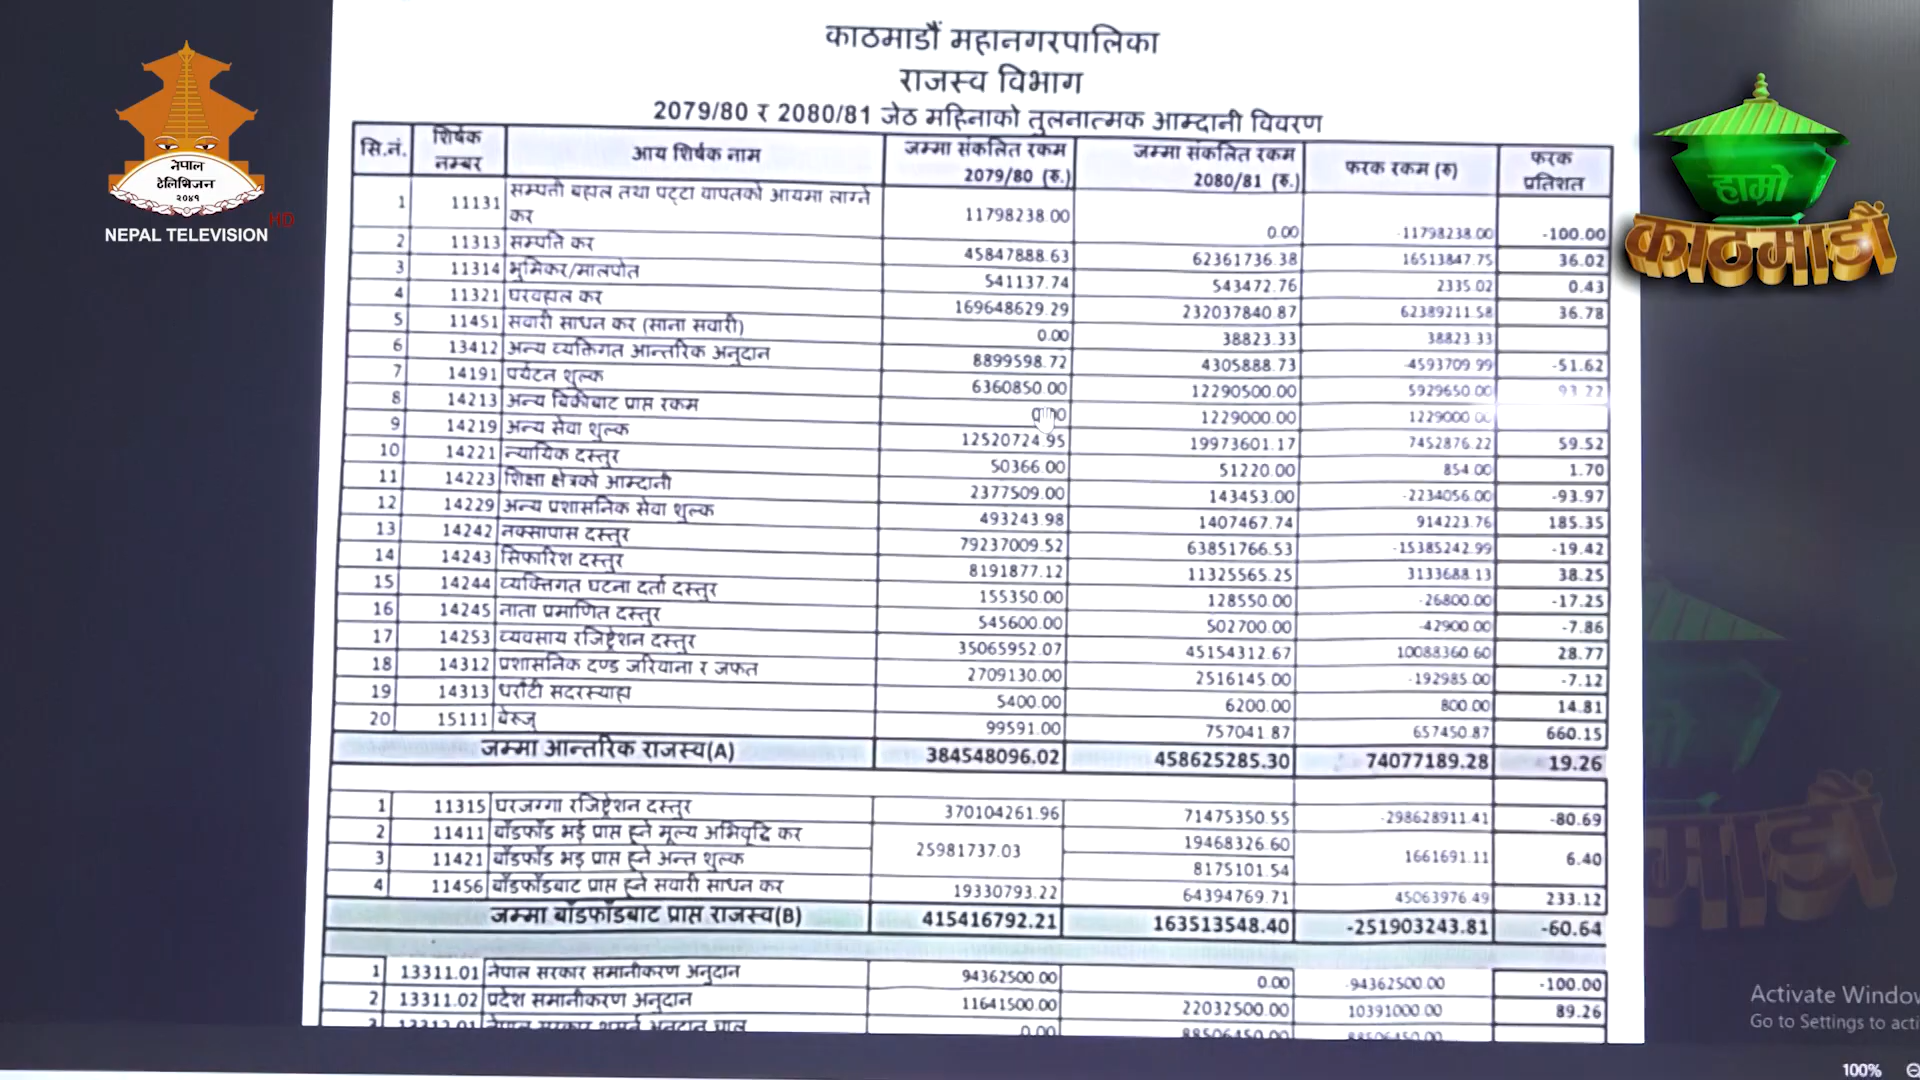 काठमाडौं महानगरपालिका
राजस्व विभाग
2079/80 र 2080/81 जेठ महिनाको तुलनात्मक आम्दानी विवरण
सि.नं. शिर्षक नम्बर आय शिर्षक नाम जम्मा संकलित रकम 2079/80 (रु.) जम्मा संकलित रकम 2080/81 (रु.) फरक रकम (रु) फरक प्रतिशत
1 11131 सम्पती बहाल तथा पट्टा वापतको आयमा लाग्ने कर 11798238.00 0.00 -11798238.00 -100.00
2 11313 सम्पति कर 45847888.63 62361736.38 16513847.75 36.02
3 11314 भुमिकर/मालपोत 541137.74 543472.76 2335.02 0.43
4 11321 घरवहाल कर 169648629.29 232037840.87 62389211.58 36.78
5 11451 सवारी साधन कर (साना सवारी) 0.00 38823.33 38823.33
6 13412 अन्य व्यक्तिगत आन्तरिक अनुदान 8899598.72 4305888.73 -4593709.99 -51.62
7 14191 पर्यटन शुल्क 6360850.00 12290500.00 5929650.00 93.22
8 14213 अन्य बिक्रीबाट प्राप्त रकम 1229000.00 1229000.00
9 14219 अन्य सेवा शुल्क 12520724.95 19973601.17 7452876.22 59.52
10 14221 न्यायिक दस्तुर 50366.00 51220.00 854.00 1.70
11 14223 शिक्षा क्षेत्रको आम्दानी 2377509.00 143453.00 -2234056.00 -93.97
12 14229 अन्य प्रशासनिक सेवा शुल्क 493243.98 1407467.74 914223.76 185.35
13 14242 नक्सापास दस्तुर 79237009.52 63851766.53 -15385242.99 -19.42
14 14243 सिफारिश दस्तुर 8191877.12 11325565.25 3133688.13 38.25
15 14244 व्यक्तिगत घटना दर्ता दस्तुर 155350.00 128550.00 -26800.00 -17.25
16 14245 नाता प्रमाणित दस्तुर 545600.00 502700.00 -42900.00 -7.86
17 14253 व्यवसाय रजिष्ट्रेशन दस्तुर 35065952.07 45154312.67 10088360.60 28.77
18 14312 प्रशासनिक दण्ड जरिवाना र जफत 2709130.00 2516145.00 -192985.00 -7.12
19 14313 धरौटी सदरस्याहा 5400.00 6200.00 800.00 14.81
20 15111 बेरुजु 99591.00 757041.87 657450.87 660.15
जम्मा आन्तरिक राजस्व(A) 384548096.02 458625285.30 74077189.28 19.26
1 11315 घरजग्गा रजिष्ट्रेशन दस्तुर 370104261.96 71475350.55 -298628911.41 -80.69
2 11411 बाँडफाँड भई प्राप्त हुने मूल्य अभिवृद्दि कर 25981737.03 19468326.60 1661691.11 6.40
3 11421 बाँडफाँड भई प्राप्त हुने अन्त शुल्क 8175101.54
4 11456 बाँडफाँडबाट प्राप्त हुने सवारी साधन कर 19330793.22 64394769.71 45063976.49 233.12
जम्मा बाँडफाँडबाट प्राप्त राजस्व(B) 415416792.21 163513548.40 -251903243.81 -60.64
1 13311.01 नेपाल सरकार समानीकरण अनुदान 94362500.00 0.00 -94362500.00 -100.00
2 13311.02 प्रदेश समानीकरण अनुदान 11641500.00 22032500.00 10391000.00 89.26
नेपाल
टेलिभिजन
२०४१
HD
NEPAL TELEVISION
हाम्रो
काठमाडौं
Activate Window
Go to Settings to acti
100%